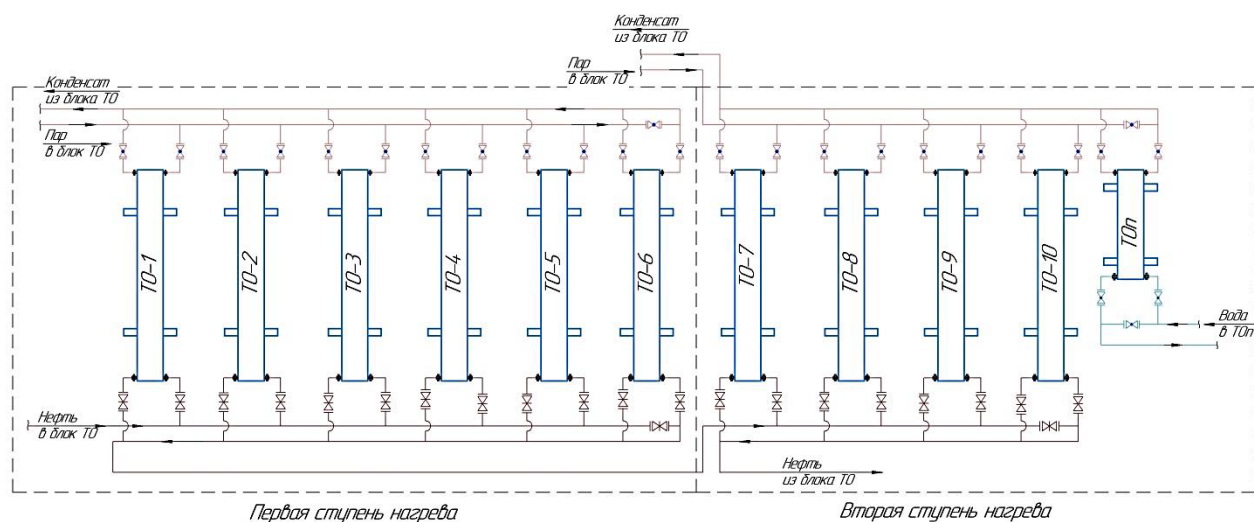 Конденсат
из блока ТО
Пар
в блок ТО
Конденсат
из блока ТО
Пар
в блок ТО
ТО-1
ТО-2
ТО-3
ТО-4
ТО-5
ТО-6
ТО-7
ТО-8
ТО-9
ТО-10
ТОп
Вода
в ТОп
Нефть
в блок ТО
Нефть
из блока ТО
Первая ступень нагрева
Вторая ступень нагрева